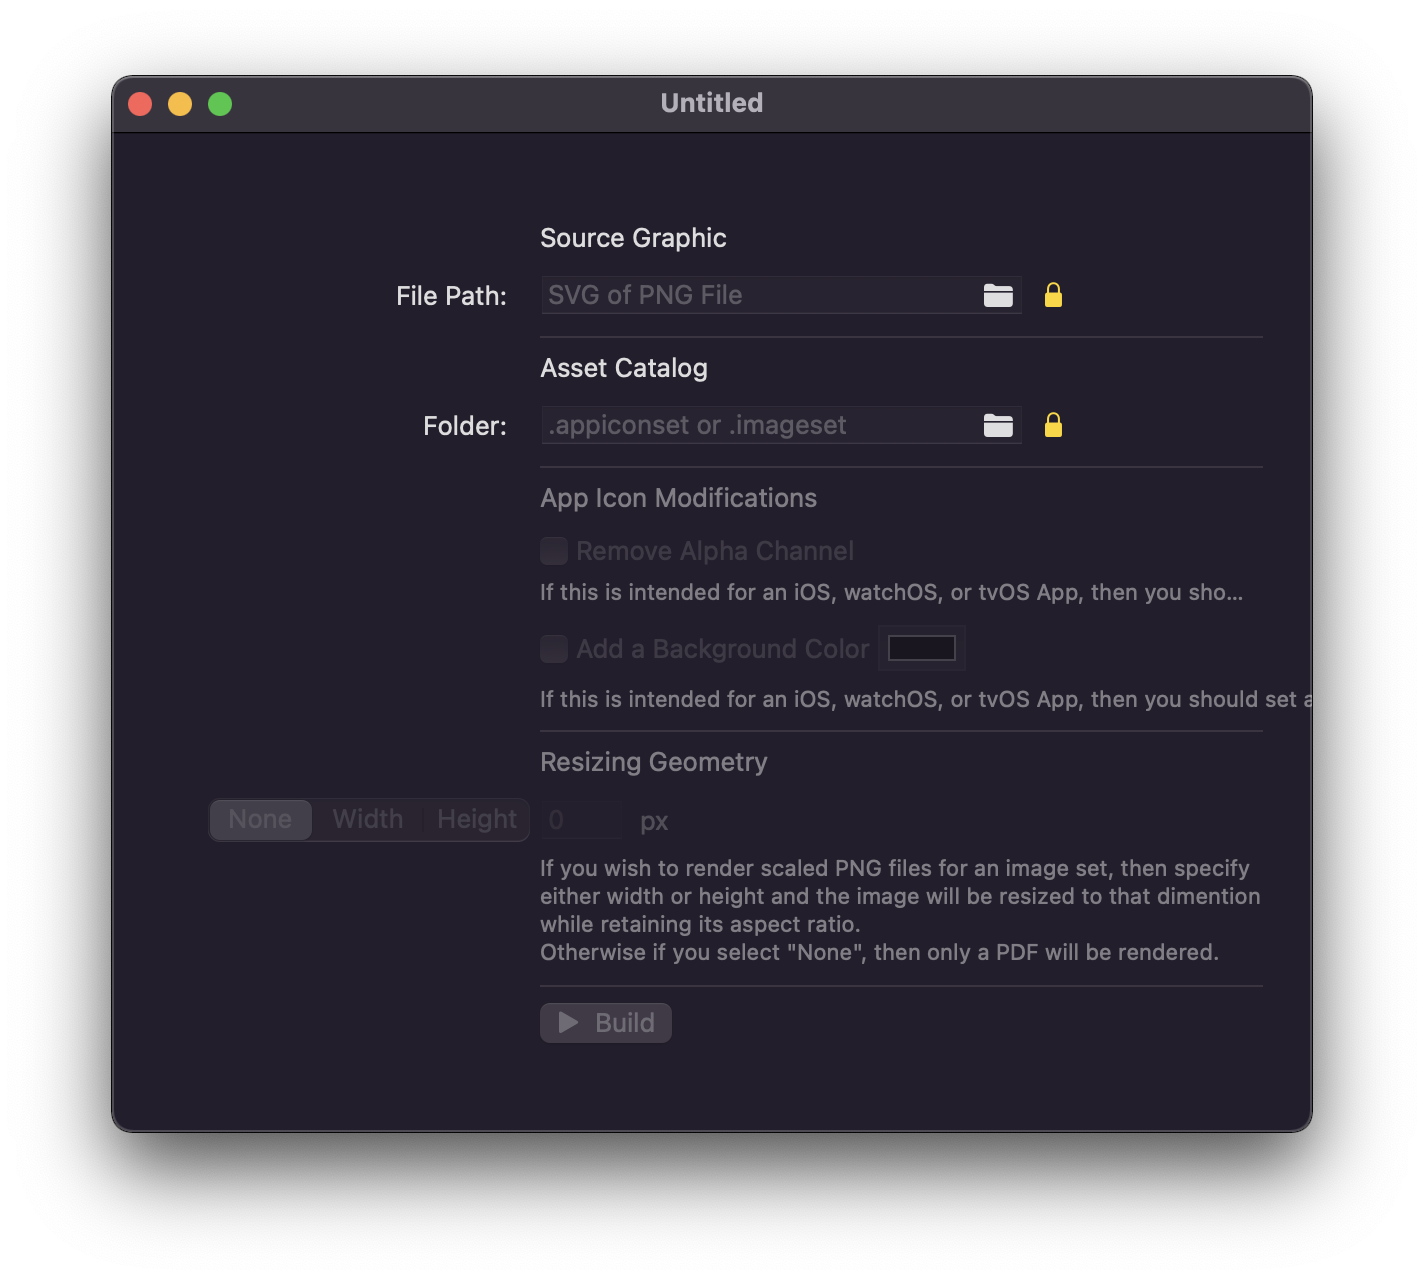 Untitled
Source Graphic
File Path: SVG of PNG File
Asset Catalog
Folder: .appiconset or .imageset
App Icon Modifications
Remove Alpha Channel
If this is intended for an iOS, watchOS, or tvOS App, then you sho...
Add a Background Color
If this is intended for an iOS, watchOS, or tvOS App, then you should set a
Resizing Geometry
None Width Height 0 px
If you wish to render scaled PNG files for an image set, then specify
either width or height and the image will be resized to that dimention
while retaining its aspect ratio.
Otherwise if you select "None", then only a PDF will be rendered.
Build